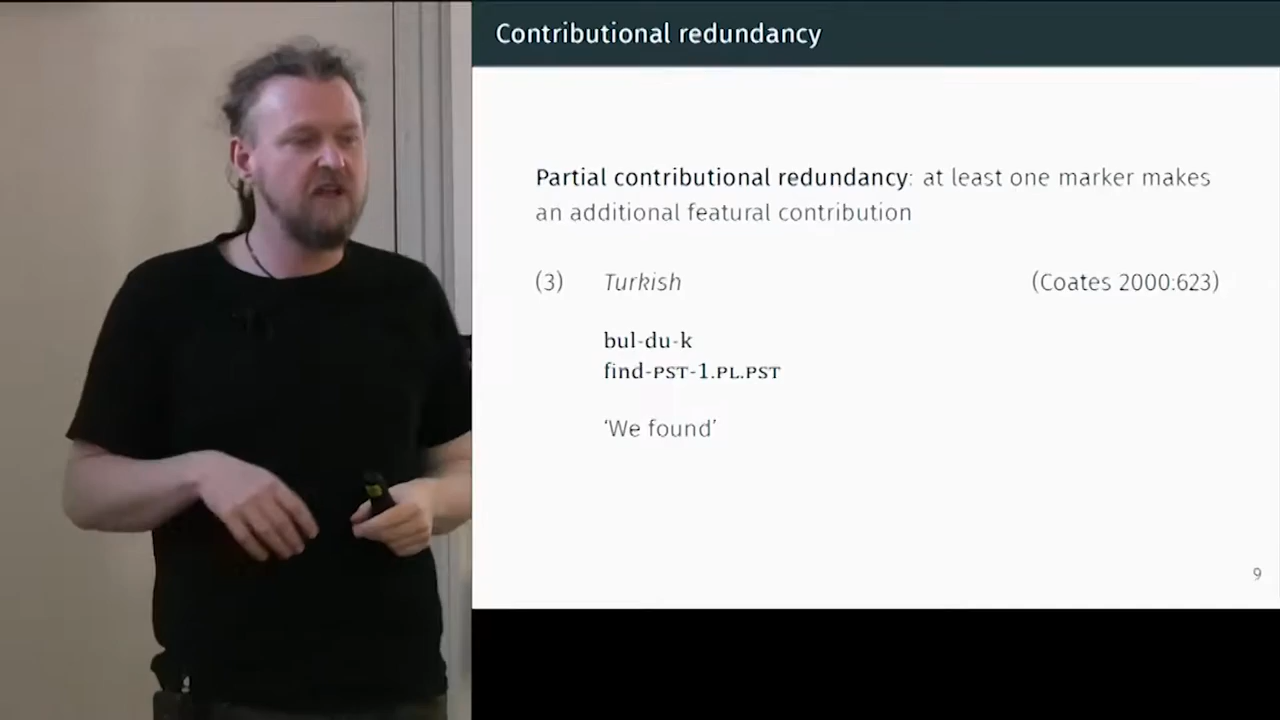 Contributional redundancy
Partial contributional redundancy: at least one marker makes
an additional featural contribution
(3) Turkish (Coates 2000:623)
bul-du-k
find-PST-1.PL.PST
‘We found’
9